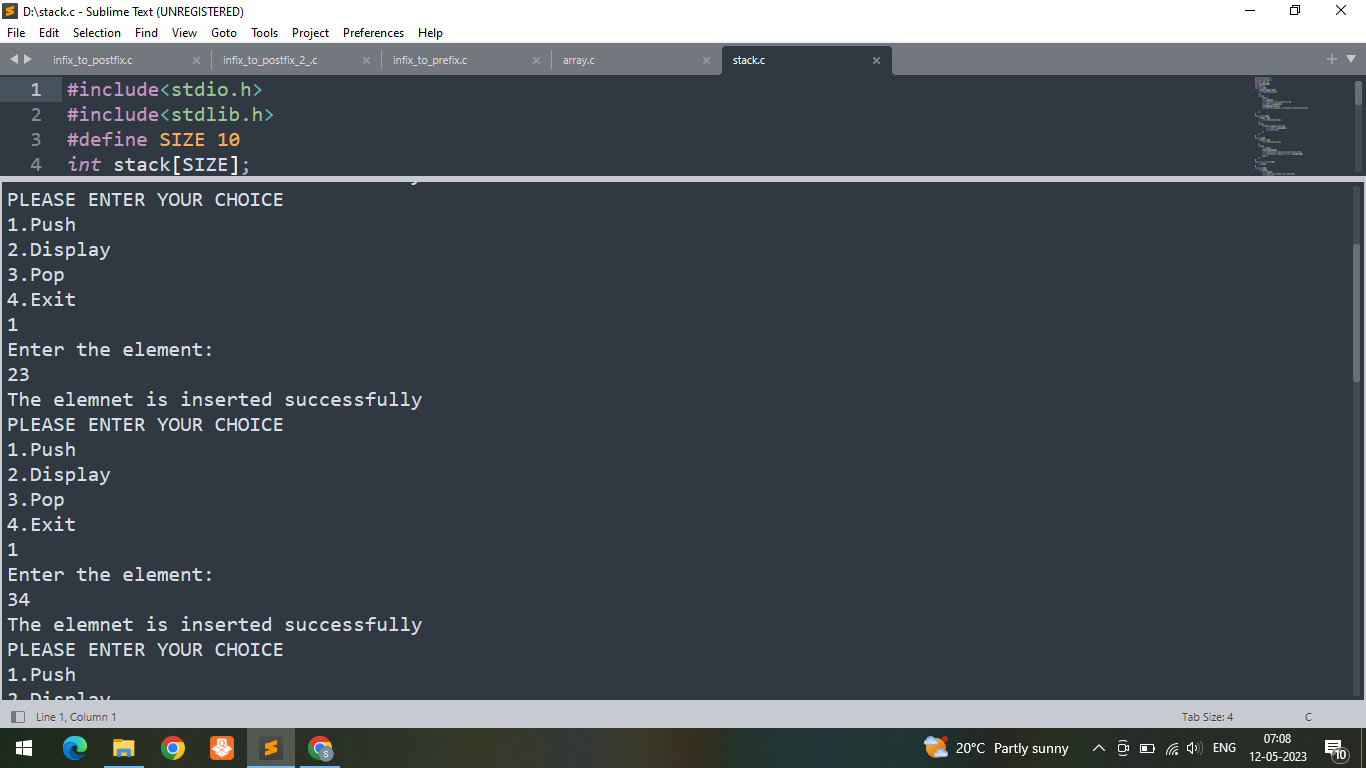 D:\stack.c - Sublime Text (UNREGISTERED)
File Edit Selection Find View Goto Tools Project Preferences Help
infix_to_postfix.c infix_to_postfix_2_.c infix_to_prefix.c array.c stack.c
1 #include<stdio.h>
2 #include<stdlib.h>
3 #define SIZE 10
4 int stack[SIZE];
PLEASE ENTER YOUR CHOICE
1.Push
2.Display
3.Pop
4.Exit
1
Enter the element:
23
The elemnet is inserted successfully
PLEASE ENTER YOUR CHOICE
1.Push
2.Display
3.Pop
4.Exit
1
Enter the element:
34
The elemnet is inserted successfully
PLEASE ENTER YOUR CHOICE
1.Push
2.Display
Line 1, Column 1 Tab Size: 4 C
20°C Partly sunny ENG 07:08
12-05-2023 10